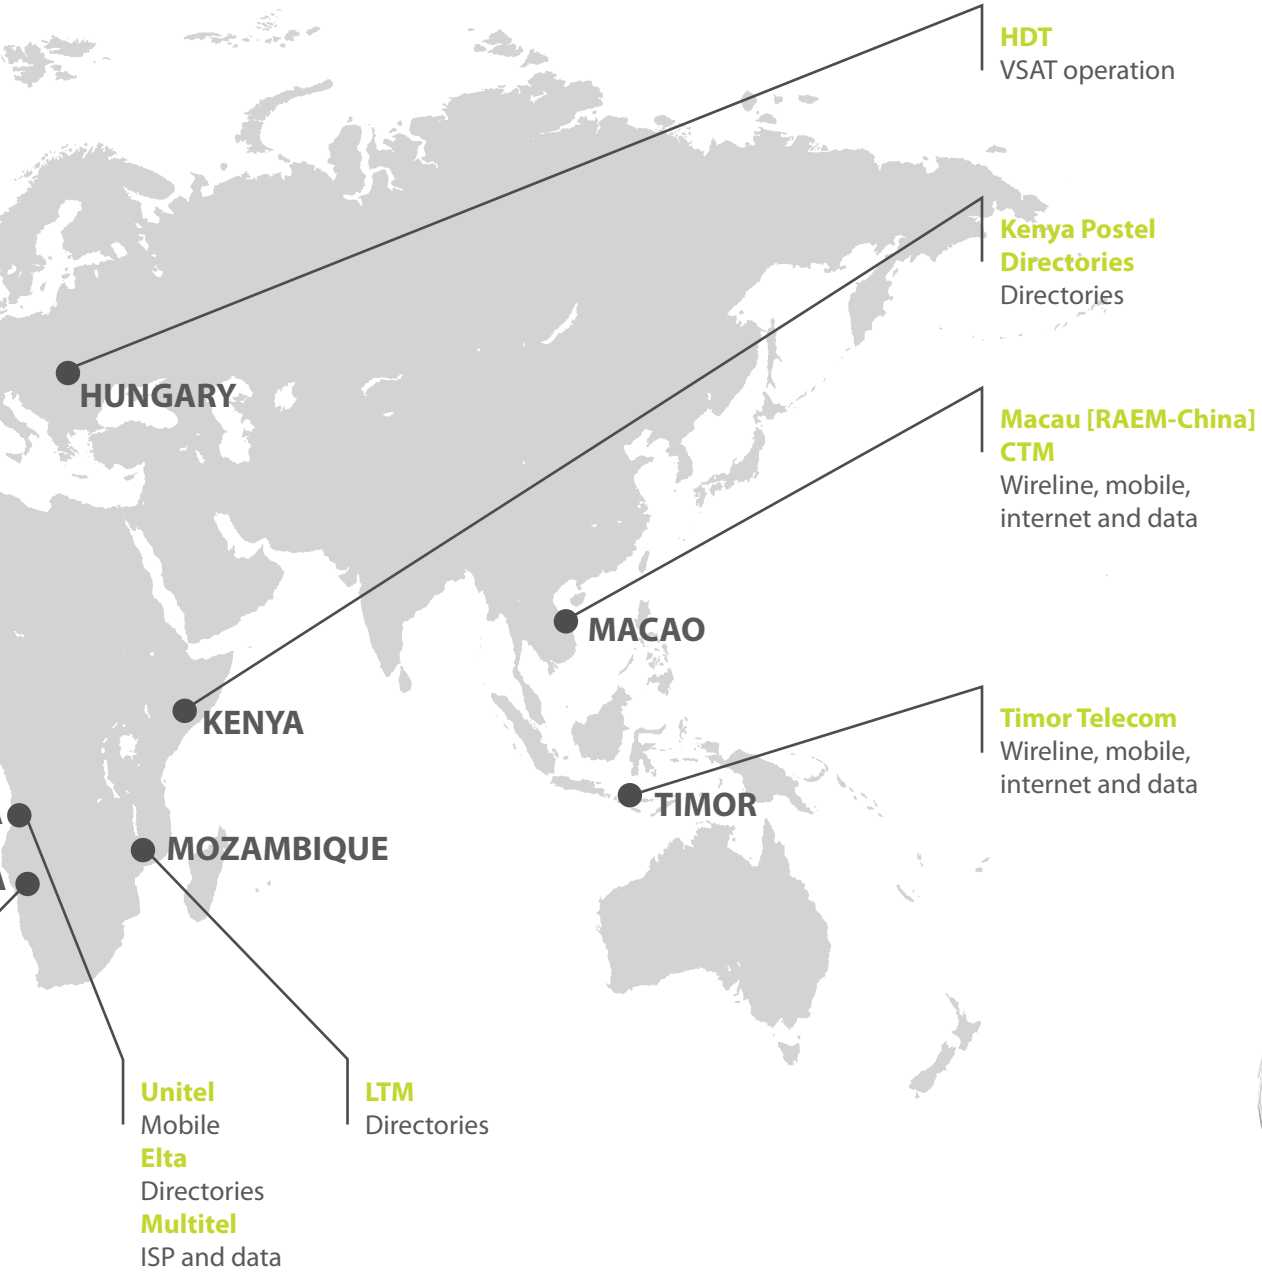 HDT
VSAT operation
Kenya Postel
Directories
Directories
HUNGARY
Macau [RAEM-China]
CTM
Wireline, mobile,
internet and data
MACAO
KENYA
Timor Telecom
Wireline, mobile,
internet and data
TIMOR
MOZAMBIQUE
A
A
Unitel
Mobile
Elta
Directories
Multitel
ISP and data
LTM
Directories